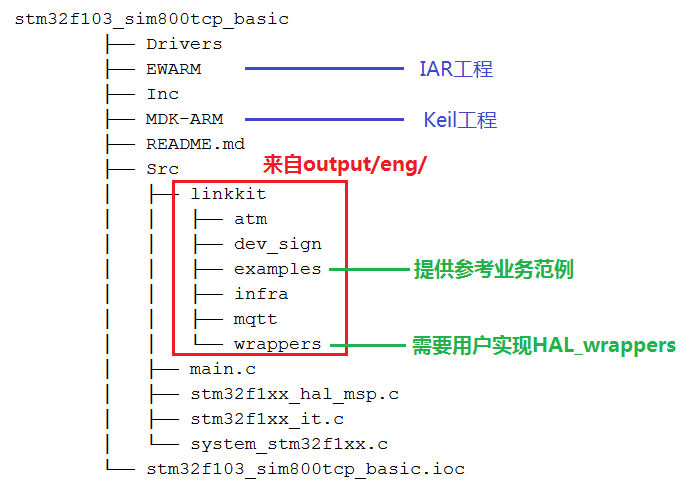 stm32f103_sim800tcp_basic
├── Drivers
├── EWARM IAR工程
├── Inc
├── MDK-ARM Keil工程
├── README.md
├── Src 来自output/eng/
│ ├── linkkit
│ │ ├── atm
│ │ ├── dev_sign
│ │ ├── examples 提供参考业务范例
│ │ ├── infra
│ │ ├── mqtt
│ │ └── wrappers 需要用户实现HAL_wrappers
│ ├── main.c
│ ├── stm32f1xx_hal_msp.c
│ ├── stm32f1xx_it.c
│ └── system_stm32f1xx.c
└── stm32f103_sim800tcp_basic.ioc